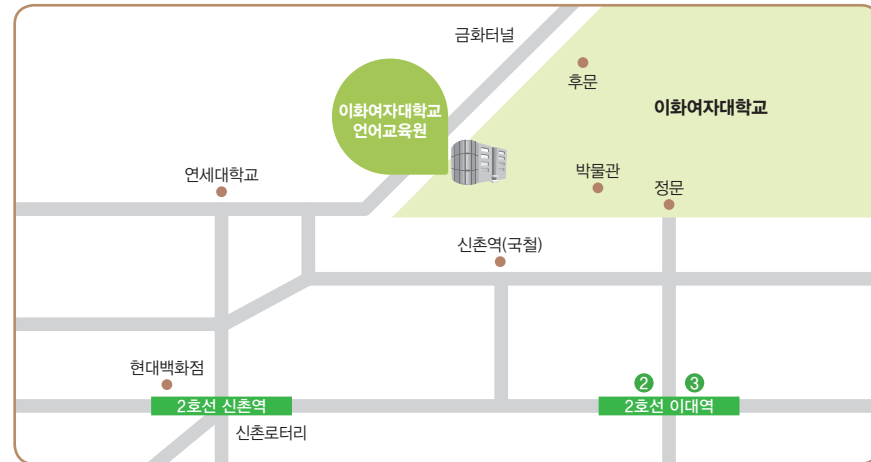 금화터널
후문
이화여자대학교
이화여자대학교
언어교육원
연세대학교
박물관
정문
신촌역(국철)
현대백화점
2
3
2호선 신촌역
2호선 이대역
신촌로터리